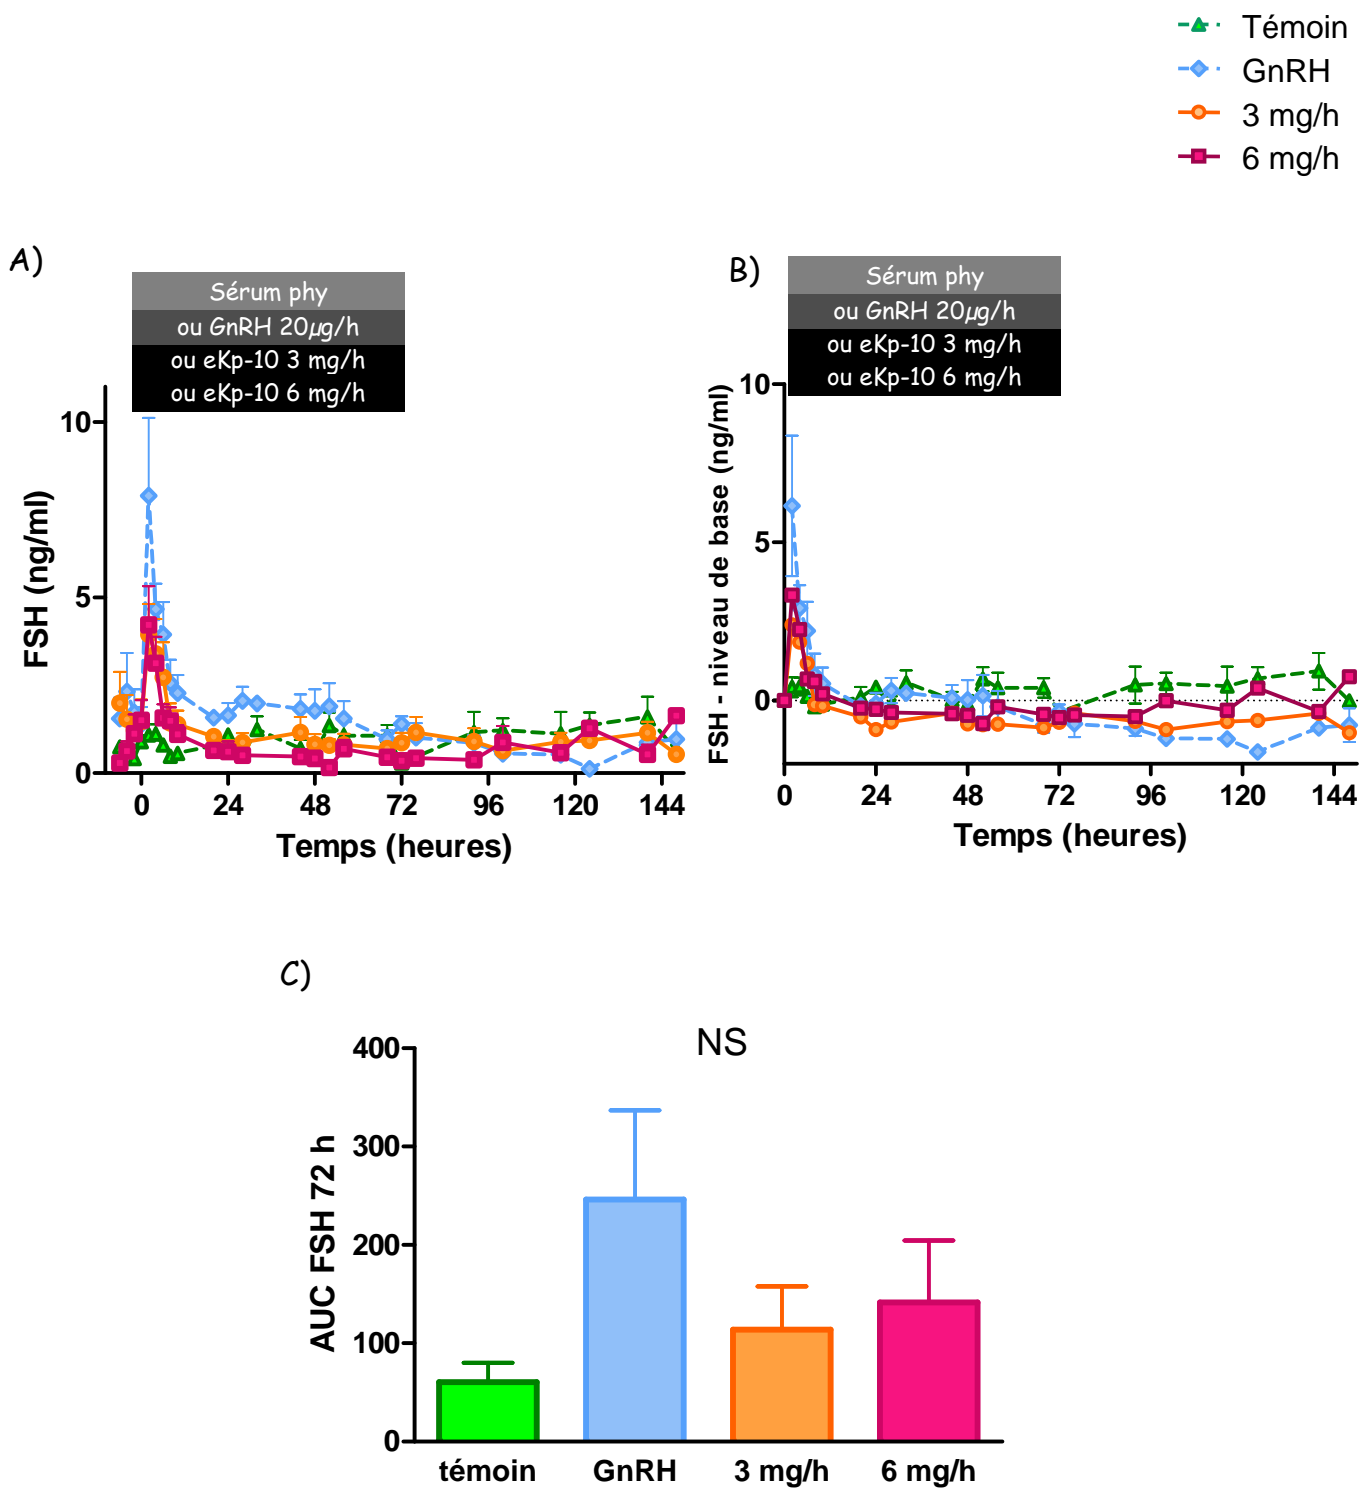 Témoin
GnRH
3 mg/h
6 mg/h
A)
Sérum phy
ou GnRH 20µg/h
ou eKp-10 3 mg/h
ou eKp-10 6 mg/h
FSH (ng/ml)
10
5
0
0 24 48 72 96 120 144
Temps (heures)
B)
Sérum phy
ou GnRH 20µg/h
ou eKp-10 3 mg/h
ou eKp-10 6 mg/h
FSH - niveau de base (ng/ml)
10
5
0
0 24 48 72 96 120 144
Temps (heures)
C)
NS
AUC FSH 72 h
400
300
200
100
0
témoin GnRH 3 mg/h 6 mg/h